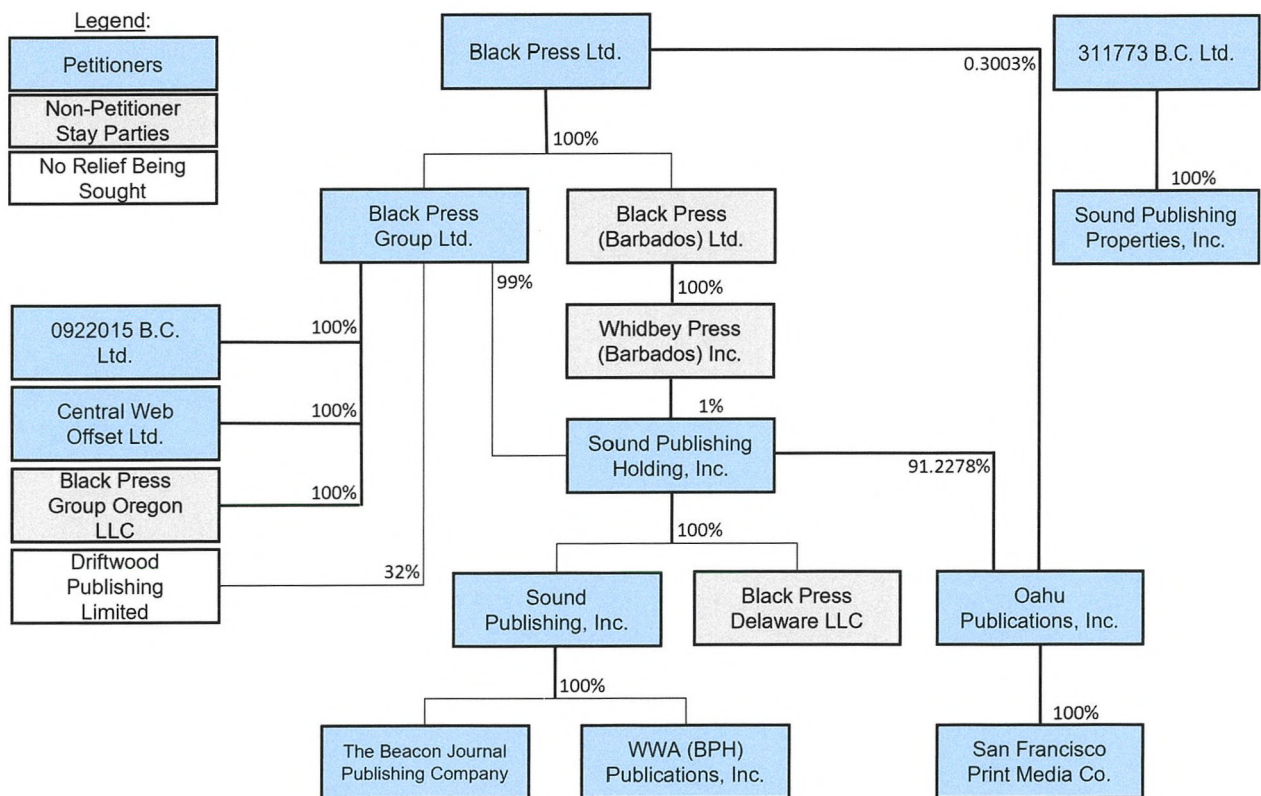 Legend:
Petitioners
Non-Petitioner
Stay Parties
No Relief Being
Sought
Black Press Ltd.
0.3003%
311773 B.C. Ltd.
100%
100%
Black Press
Group Ltd.
Black Press
(Barbados) Ltd.
Sound Publishing
Properties, Inc.
99%
100%
0922015 B.C.
Ltd.
100%
Whidbey Press
(Barbados) Inc.
Central Web
Offset Ltd.
100%
1%
Sound Publishing
Holding, Inc.
91.2278%
Black Press
Group Oregon
LLC
100%
100%
Driftwood
Publishing
Limited
32%
Sound
Publishing, Inc.
Black Press
Delaware LLC
Oahu
Publications, Inc.
100%
100%
The Beacon Journal
Publishing Company
WWA (BPH)
Publications, Inc.
San Francisco
Print Media Co.